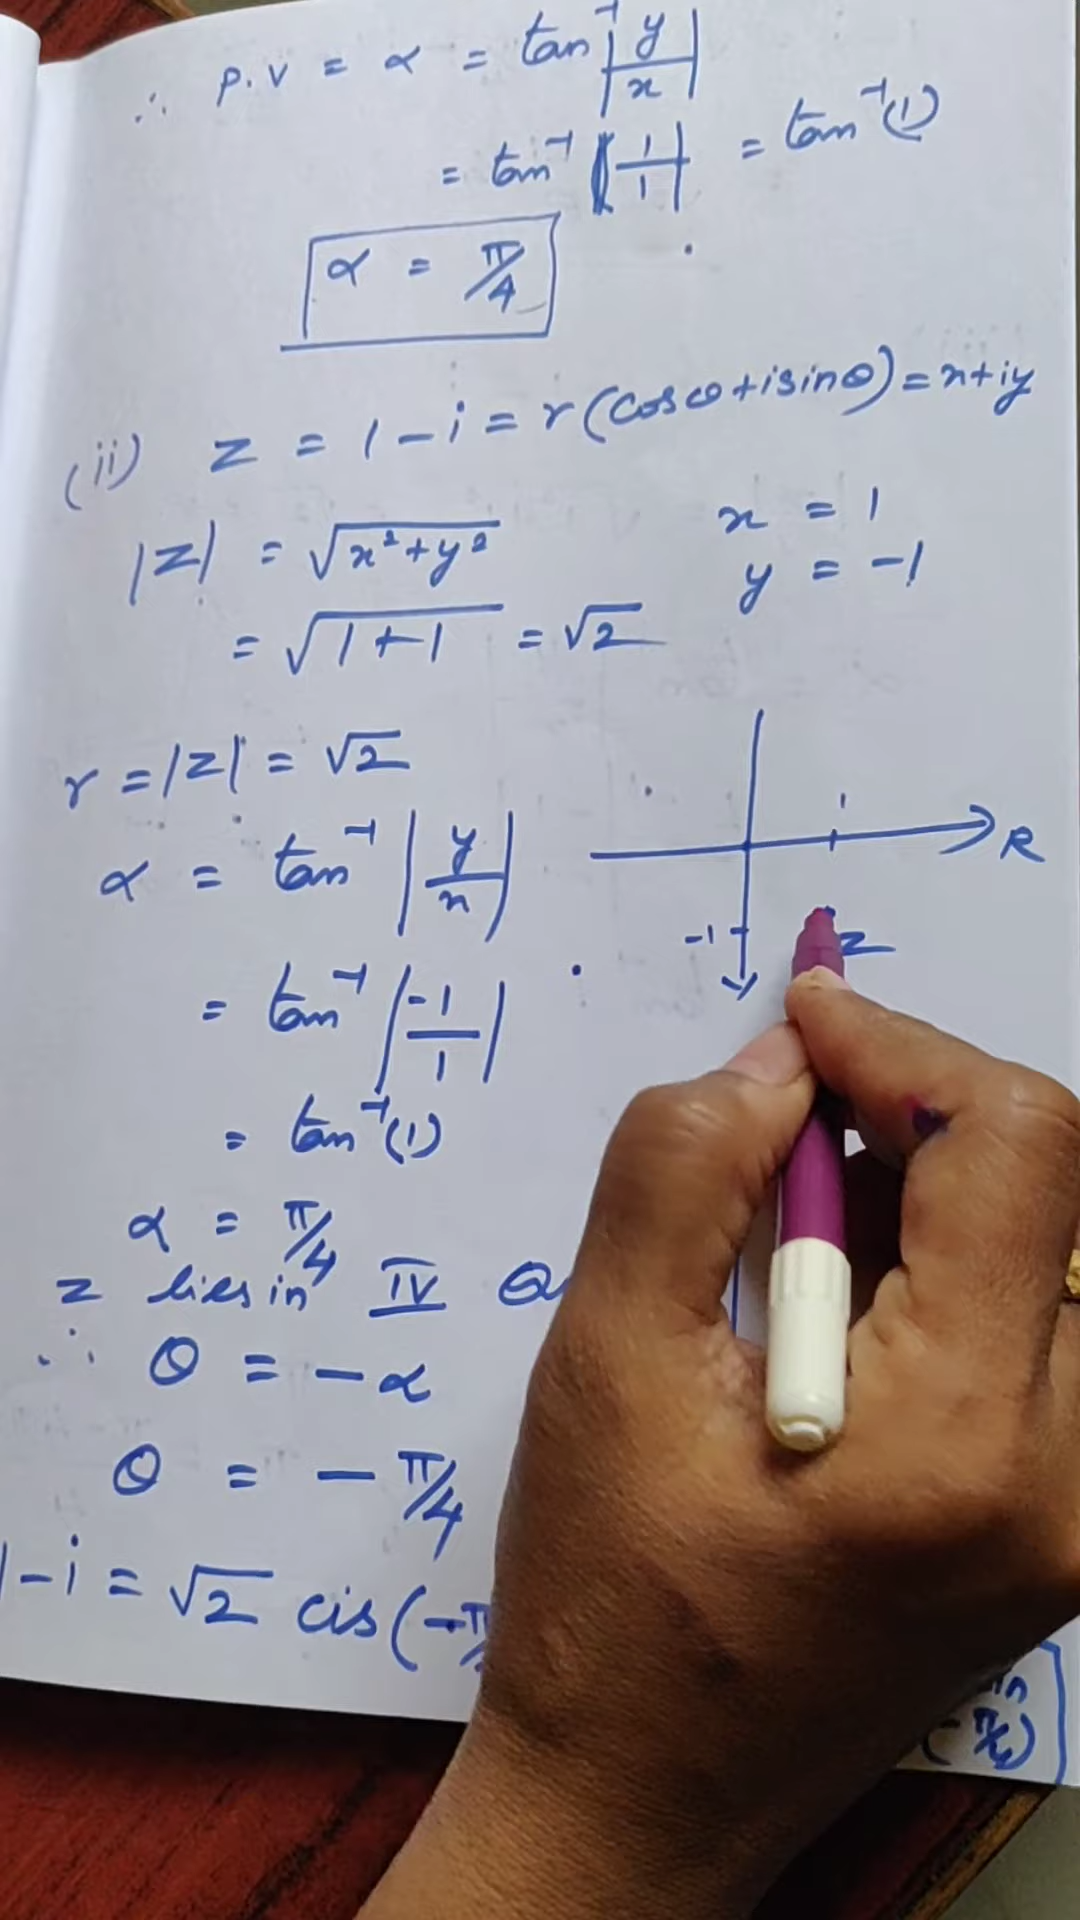 ∴ p.v = α = tan⁻¹|y/x|
= tan⁻¹|1/1| = tan⁻¹(1)
α = π/4
(ii) z = 1 - i = r(cosθ+isinθ) = x+iy
|z| = √x²+y²
x = 1
y = -1
= √1+1 = √2
r = |z| = √2
1
R
-1
z
α = tan⁻¹|y/x|
= tan⁻¹|-1/1|
= tan⁻¹(1)
α = π/4
z lies in IV
∴ θ = -α
θ = -π/4
1-i = √2 cis(-π/